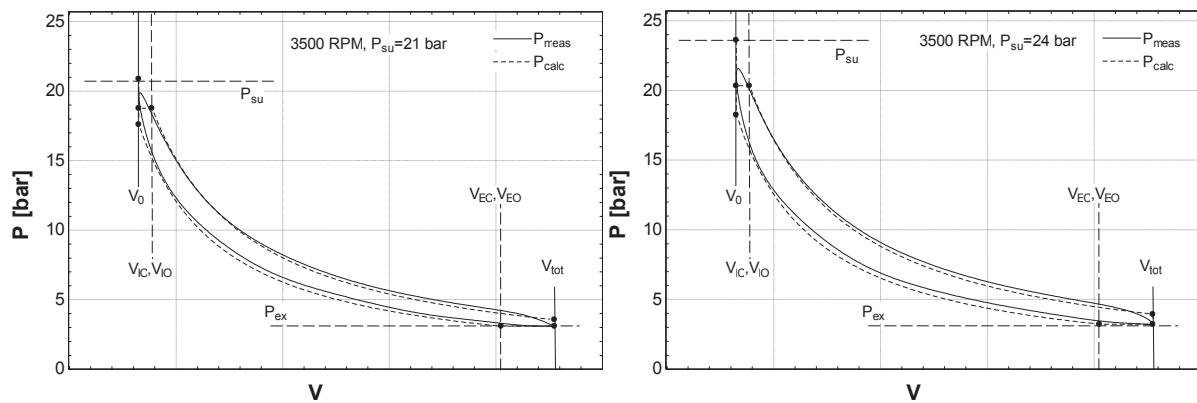 25
20
15
10
5
0
P [bar]
3500 RPM, P_su=21 bar
P_meas
P_calc
P_su
V_0
V_IC,V_IO
V_EC,V_EO
V_tot
P_ex
V
25
20
15
10
5
0
P [bar]
3500 RPM, P_su=24 bar
P_meas
P_calc
P_su
V_0
V_IC,V_IO
V_EC,V_EO
V_tot
P_ex
V